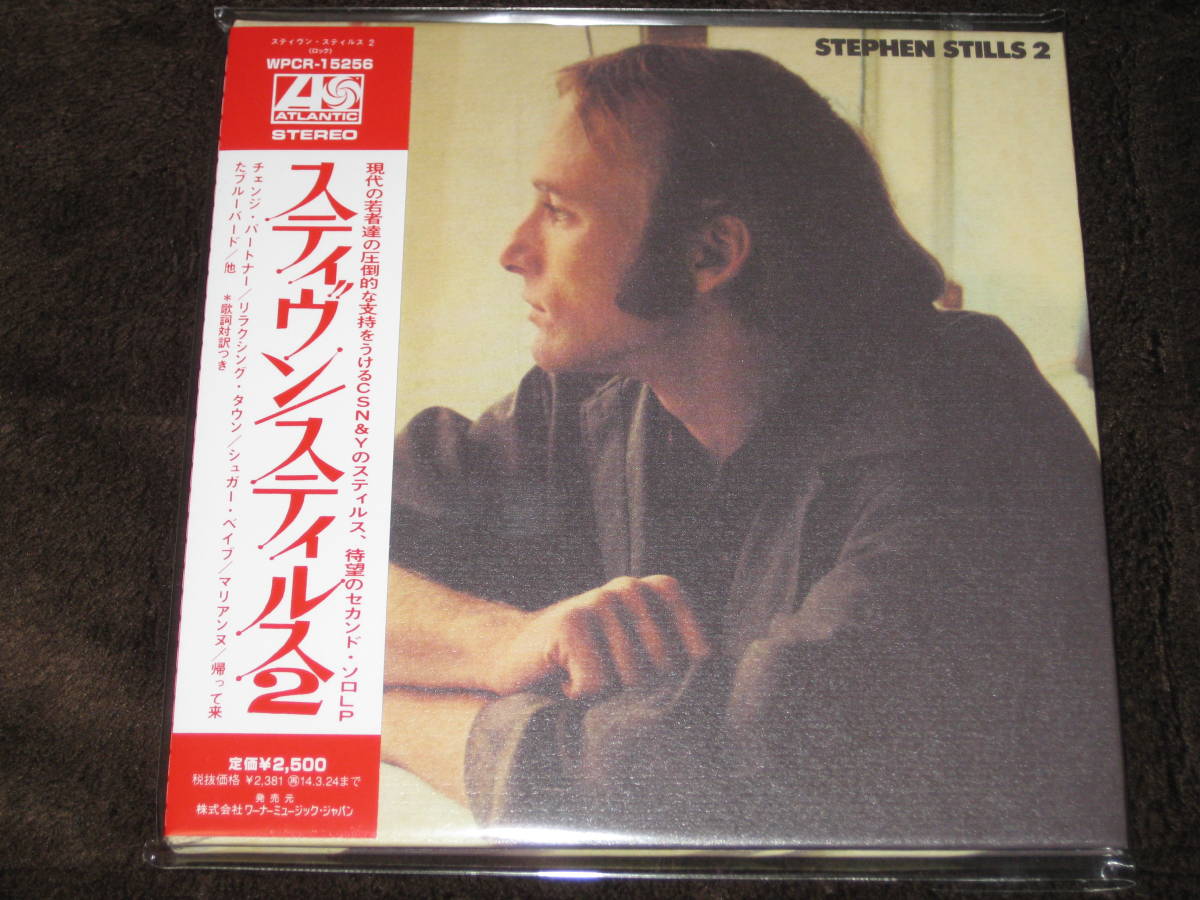 スティヴン・スティルス 2
(ロック)
WPCR-15256
ATLANTIC
STEREO
STEPHEN STILLS 2
現代の若者達の圧倒的な支持をうけるCSN&Yのスティルス、待望のセカンド・ソロLP
スティヴン/スティルス2
チェンジ・パートナー/リラクシング・タウン/シュガー・ベイブ/マリアンヌ/帰って来
たブルーバード/他 *歌詞対訳つき
定価¥2,500
税抜価格 ¥2,381 再14.3.24まで
発売元
株式会社ワーナーミュージック・ジャパン